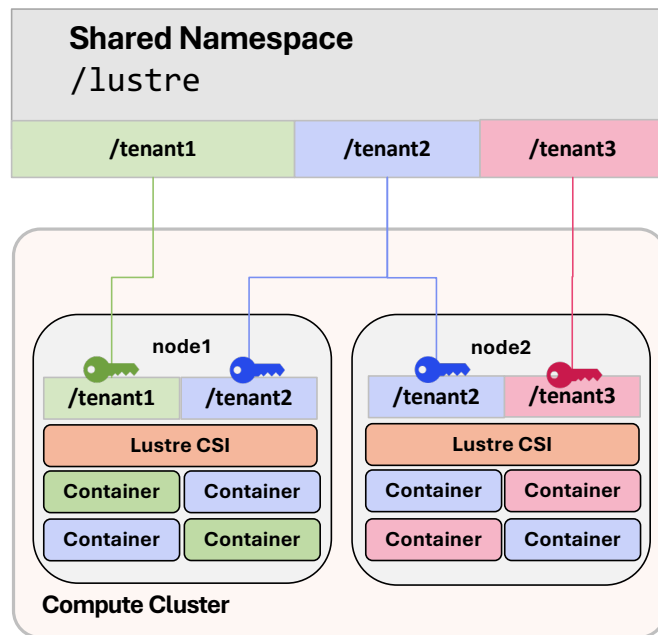 Shared Namespace
/lustre
/tenant1
/tenant2
/tenant3
node1
node2
/tenant1
/tenant2
/tenant2
/tenant3
Lustre CSI
Lustre CSI
Container
Container
Container
Container
Container
Container
Container
Container
Compute Cluster